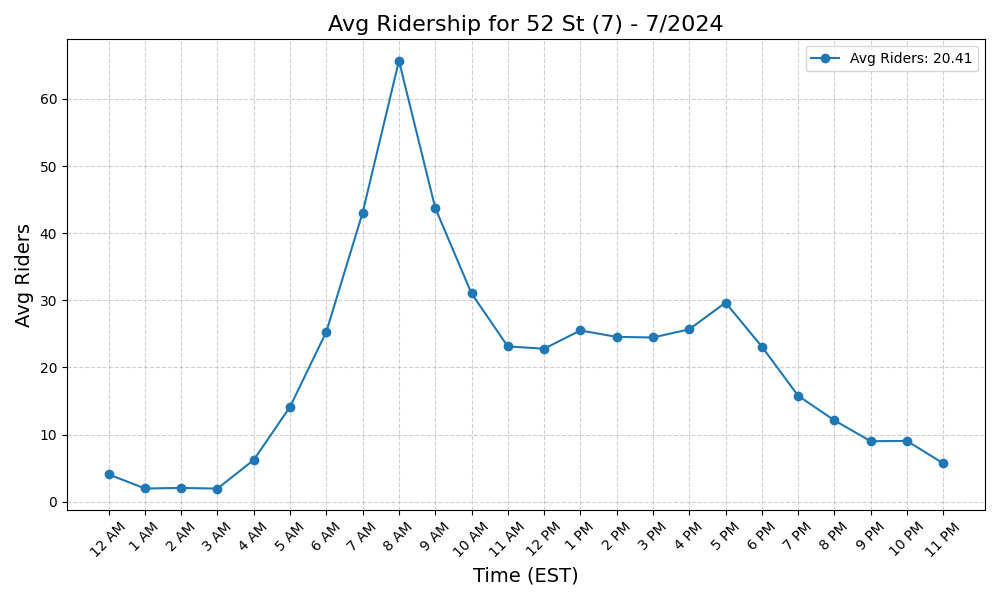 Avg Ridership for 52 St (7) - 7/2024
Avg Riders: 20.41
Avg Riders
60
50
40
30
20
10
0
12 AM
1 AM
2 AM
3 AM
4 AM
5 AM
6 AM
7 AM
8 AM
9 AM
10 AM
11 AM
12 PM
1 PM
2 PM
3 PM
4 PM
5 PM
6 PM
7 PM
8 PM
9 PM
10 PM
11 PM
Time (EST)